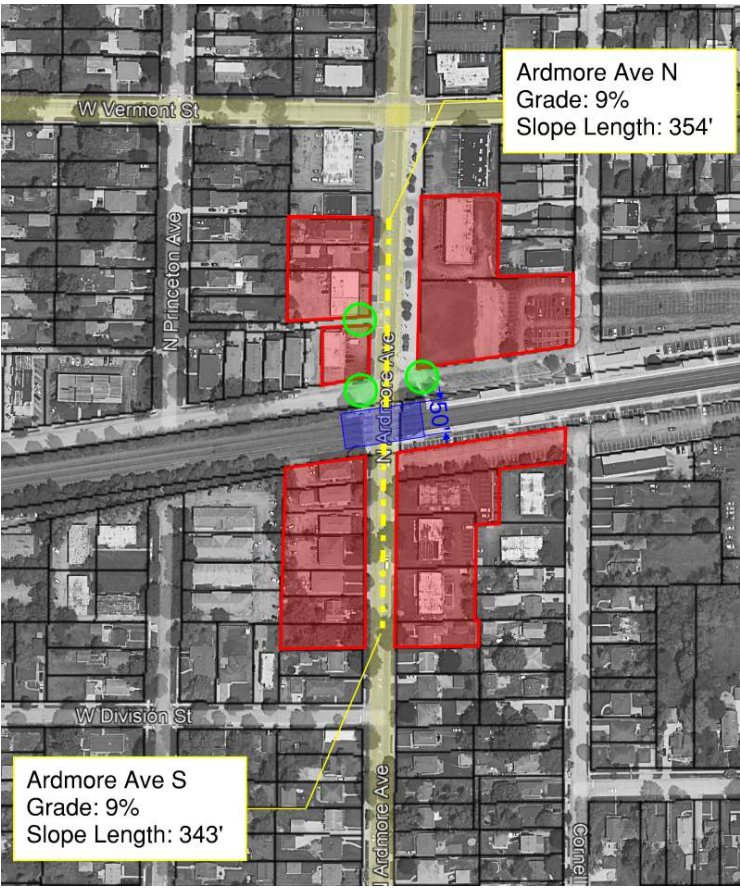 Ardmore Ave N
Grade: 9%
Slope Length: 354'
W Vermont St
N Princeton Ave
N Ardmore Ave
50'
W Division St
Ardmore Ave S
Grade: 9%
Slope Length: 343'
N Ardmore Ave
Cornel